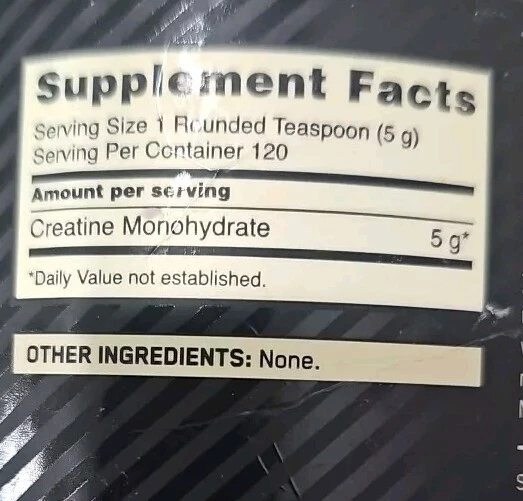 Supplement Facts
Serving Size 1 Rounded Teaspoon (5 g)
Serving Per Container 120
Amount per serving
Creatine Monohydrate 5 g*
*Daily Value not established.
OTHER INGREDIENTS: None.